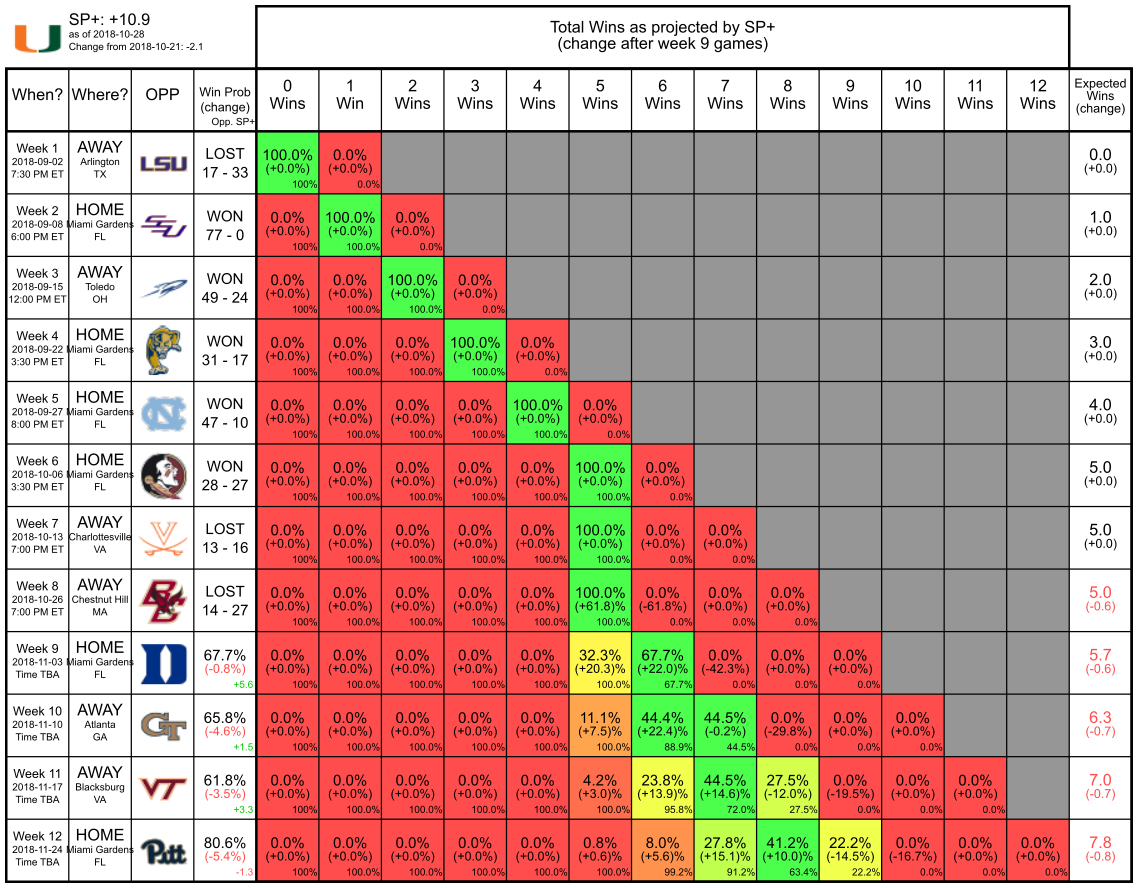 SP+: +10.9
as of 2018-10-28
Change from 2018-10-21: -2.1
Total Wins as projected by SP+
(change after week 9 games)
When? Where? OPP Win Prob (change) Opp. SP+ 0 Wins 1 Win 2 Wins 3 Wins 4 Wins 5 Wins 6 Wins 7 Wins 8 Wins 9 Wins 10 Wins 11 Wins 12 Wins Expected Wins (change)
Week 1 AWAY LSU LOST 100.0% 0.0% 0.0
2018-09-02 Arlington 17 - 33 (+0.0%) (+0.0%) (+0.0)
7:30 PM ET TX 100% 0.0%
Week 2 HOME WON 0.0% 100.0% 0.0% 1.0
2018-09-08 Miami Gardens 77 - 0 (+0.0%) (+0.0%) (+0.0%) (+0.0)
6:00 PM ET FL 100% 100.0% 0.0%
Week 3 AWAY WON 0.0% 0.0% 100.0% 0.0% 2.0
2018-09-15 Toledo 49 - 24 (+0.0%) (+0.0%) (+0.0%) (+0.0%) (+0.0)
12:00 PM ET OH 100% 100.0% 100.0% 0.0%
Week 4 HOME WON 0.0% 0.0% 0.0% 100.0% 0.0% 3.0
2018-09-22 Miami Gardens 31 - 17 (+0.0%) (+0.0%) (+0.0%) (+0.0%) (+0.0%) (+0.0)
3:30 PM ET FL 100% 100.0% 100.0% 100.0% 0.0%
Week 5 HOME NC WON 0.0% 0.0% 0.0% 0.0% 100.0% 0.0% 4.0
2018-09-27 Miami Gardens 47 - 10 (+0.0%) (+0.0%) (+0.0%) (+0.0%) (+0.0%) (+0.0%) (+0.0)
8:00 PM ET FL 100% 100.0% 100.0% 100.0% 100.0% 0.0%
Week 6 HOME WON 0.0% 0.0% 0.0% 0.0% 0.0% 100.0% 0.0% 5.0
2018-10-06 Miami Gardens 28 - 27 (+0.0%) (+0.0%) (+0.0%) (+0.0%) (+0.0%) (+0.0%) (+0.0%) (+0.0)
3:30 PM ET FL 100% 100.0% 100.0% 100.0% 100.0% 100.0% 0.0%
Week 7 AWAY V LOST 0.0% 0.0% 0.0% 0.0% 0.0% 100.0% 0.0% 0.0% 5.0
2018-10-13 Charlottesville 13 - 16 (+0.0%) (+0.0%) (+0.0%) (+0.0%) (+0.0%) (+0.0%) (+0.0%) (+0.0%) (+0.0)
7:00 PM ET VA 100% 100.0% 100.0% 100.0% 100.0% 100.0% 0.0% 0.0%
Week 8 AWAY BC LOST 0.0% 0.0% 0.0% 0.0% 0.0% 100.0% 0.0% 0.0% 0.0% 5.0
2018-10-26 Chestnut Hill 14 - 27 (+0.0%) (+0.0%) (+0.0%) (+0.0%) (+0.0%) (+61.8)% (-61.8%) (+0.0%) (+0.0%) (-0.6)
7:00 PM ET MA 100% 100.0% 100.0% 100.0% 100.0% 100.0% 0.0% 0.0% 0.0%
Week 9 HOME D 67.7% 0.0% 0.0% 0.0% 0.0% 0.0% 32.3% 67.7% 0.0% 0.0% 0.0% 5.7
2018-11-03 Miami Gardens (-0.8%) (+0.0%) (+0.0%) (+0.0%) (+0.0%) (+0.0%) (+20.3)% (+22.0)% (-42.3%) (+0.0%) (+0.0%) (-0.6)
Time TBA FL +5.6 100% 100.0% 100.0% 100.0% 100.0% 100.0% 67.7% 0.0% 0.0% 0.0%
Week 10 AWAY GT 65.8% 0.0% 0.0% 0.0% 0.0% 0.0% 11.1% 44.4% 44.5% 0.0% 0.0% 0.0% 6.3
2018-11-10 Atlanta (-4.6%) (+0.0%) (+0.0%) (+0.0%) (+0.0%) (+0.0%) (+7.5)% (+22.4)% (-0.2%) (-29.8%) (+0.0%) (+0.0%) (-0.7)
Time TBA GA +1.5 100% 100.0% 100.0% 100.0% 100.0% 100.0% 88.9% 44.5% 0.0% 0.0% 0.0%
Week 11 AWAY VT 61.8% 0.0% 0.0% 0.0% 0.0% 0.0% 4.2% 23.8% 44.5% 27.5% 0.0% 0.0% 0.0% 7.0
2018-11-17 Blacksburg (-3.5%) (+0.0%) (+0.0%) (+0.0%) (+0.0%) (+0.0%) (+3.0)% (+13.9)% (+14.6)% (-12.0%) (-19.5%) (+0.0%) (+0.0%) (-0.7)
Time TBA VA +3.3 100% 100.0% 100.0% 100.0% 100.0% 100.0% 95.8% 72.0% 27.5% 0.0% 0.0% 0.0%
Week 12 HOME Pitt 80.6% 0.0% 0.0% 0.0% 0.0% 0.0% 0.8% 8.0% 27.8% 41.2% 22.2% 0.0% 0.0% 0.0% 7.8
2018-11-24 Miami Gardens (-5.4%) (+0.0%) (+0.0%) (+0.0%) (+0.0%) (+0.0%) (+0.6)% (+5.6)% (+15.1)% (+10.0)% (-14.5%) (-16.7%) (+0.0%) (+0.0%) (-0.8)
Time TBA FL -1.3 100% 100.0% 100.0% 100.0% 100.0% 100.0% 99.2% 91.2% 63.4% 22.2% 0.0% 0.0% 0.0%